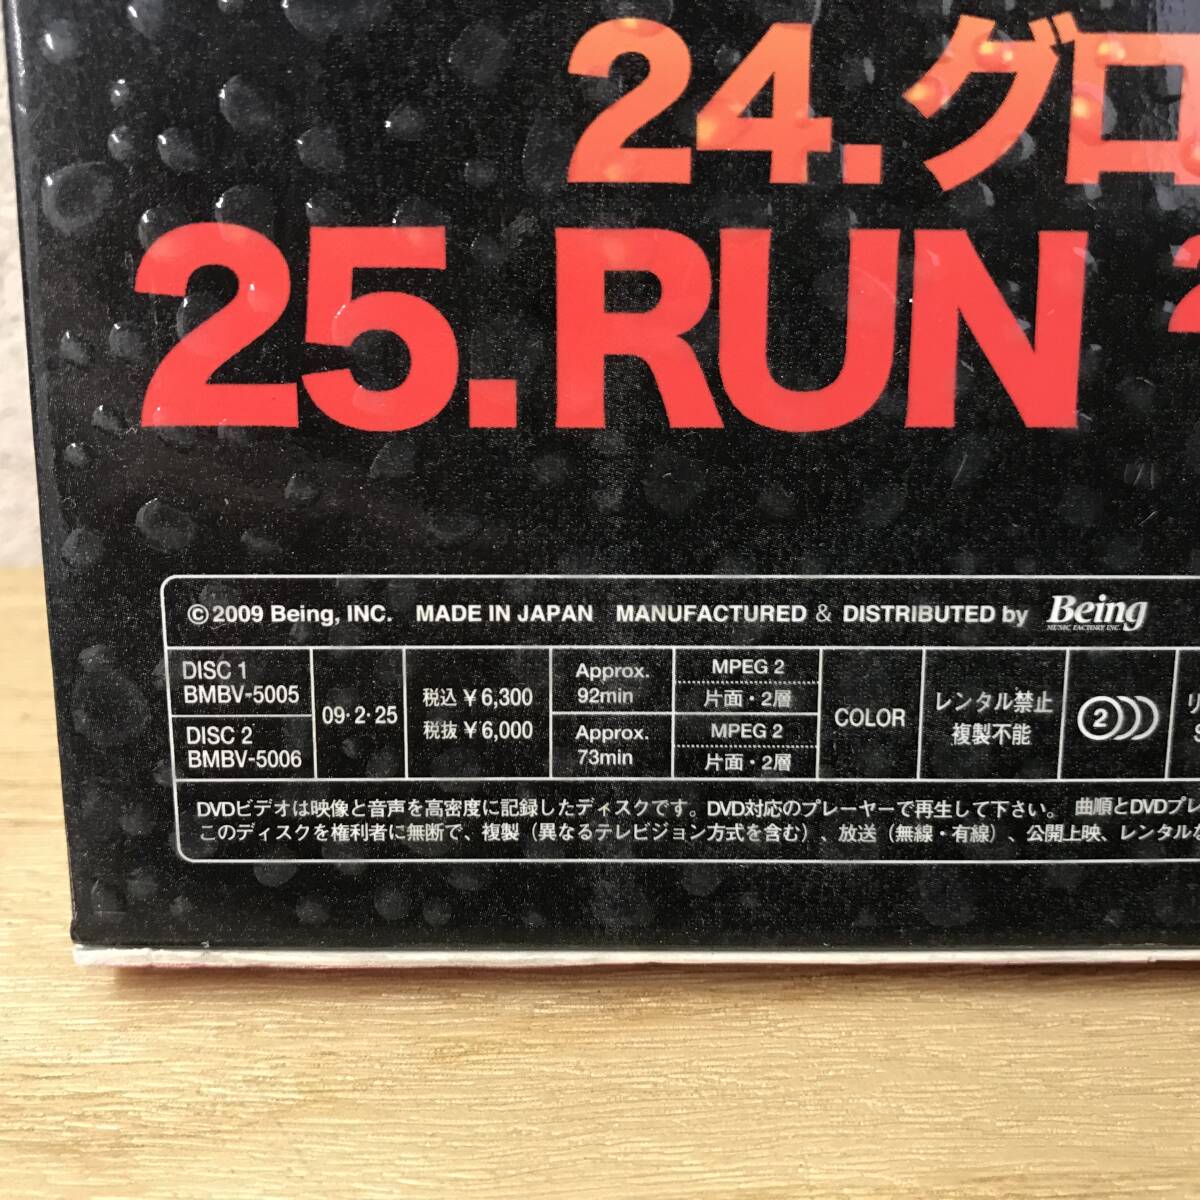 24.グロ
25.RUN 2
©2009 Being, INC. MADE IN JAPAN MANUFACTURED & DISTRIBUTED by Being
MUSIC FACTORY INC.
DISC 1
BMBV-5005
DISC 2
BMBV-5006
09・2・25
税込 ¥6,300
税抜 ¥6,000
Approx.
92min
Approx.
73min
MPEG 2
片面・2層
MPEG 2
片面・2層
COLOR
レンタル禁止
複製不能
2
リ
S
DVDビデオは映像と音声を高密度に記録したディスクです。DVD対応のプレーヤーで再生して下さい。 曲順とDVDプレ
このディスクを権利者に無断で、複製（異なるテレビジョン方式を含む）、放送（無線・有線）、公開上映、レンタルな